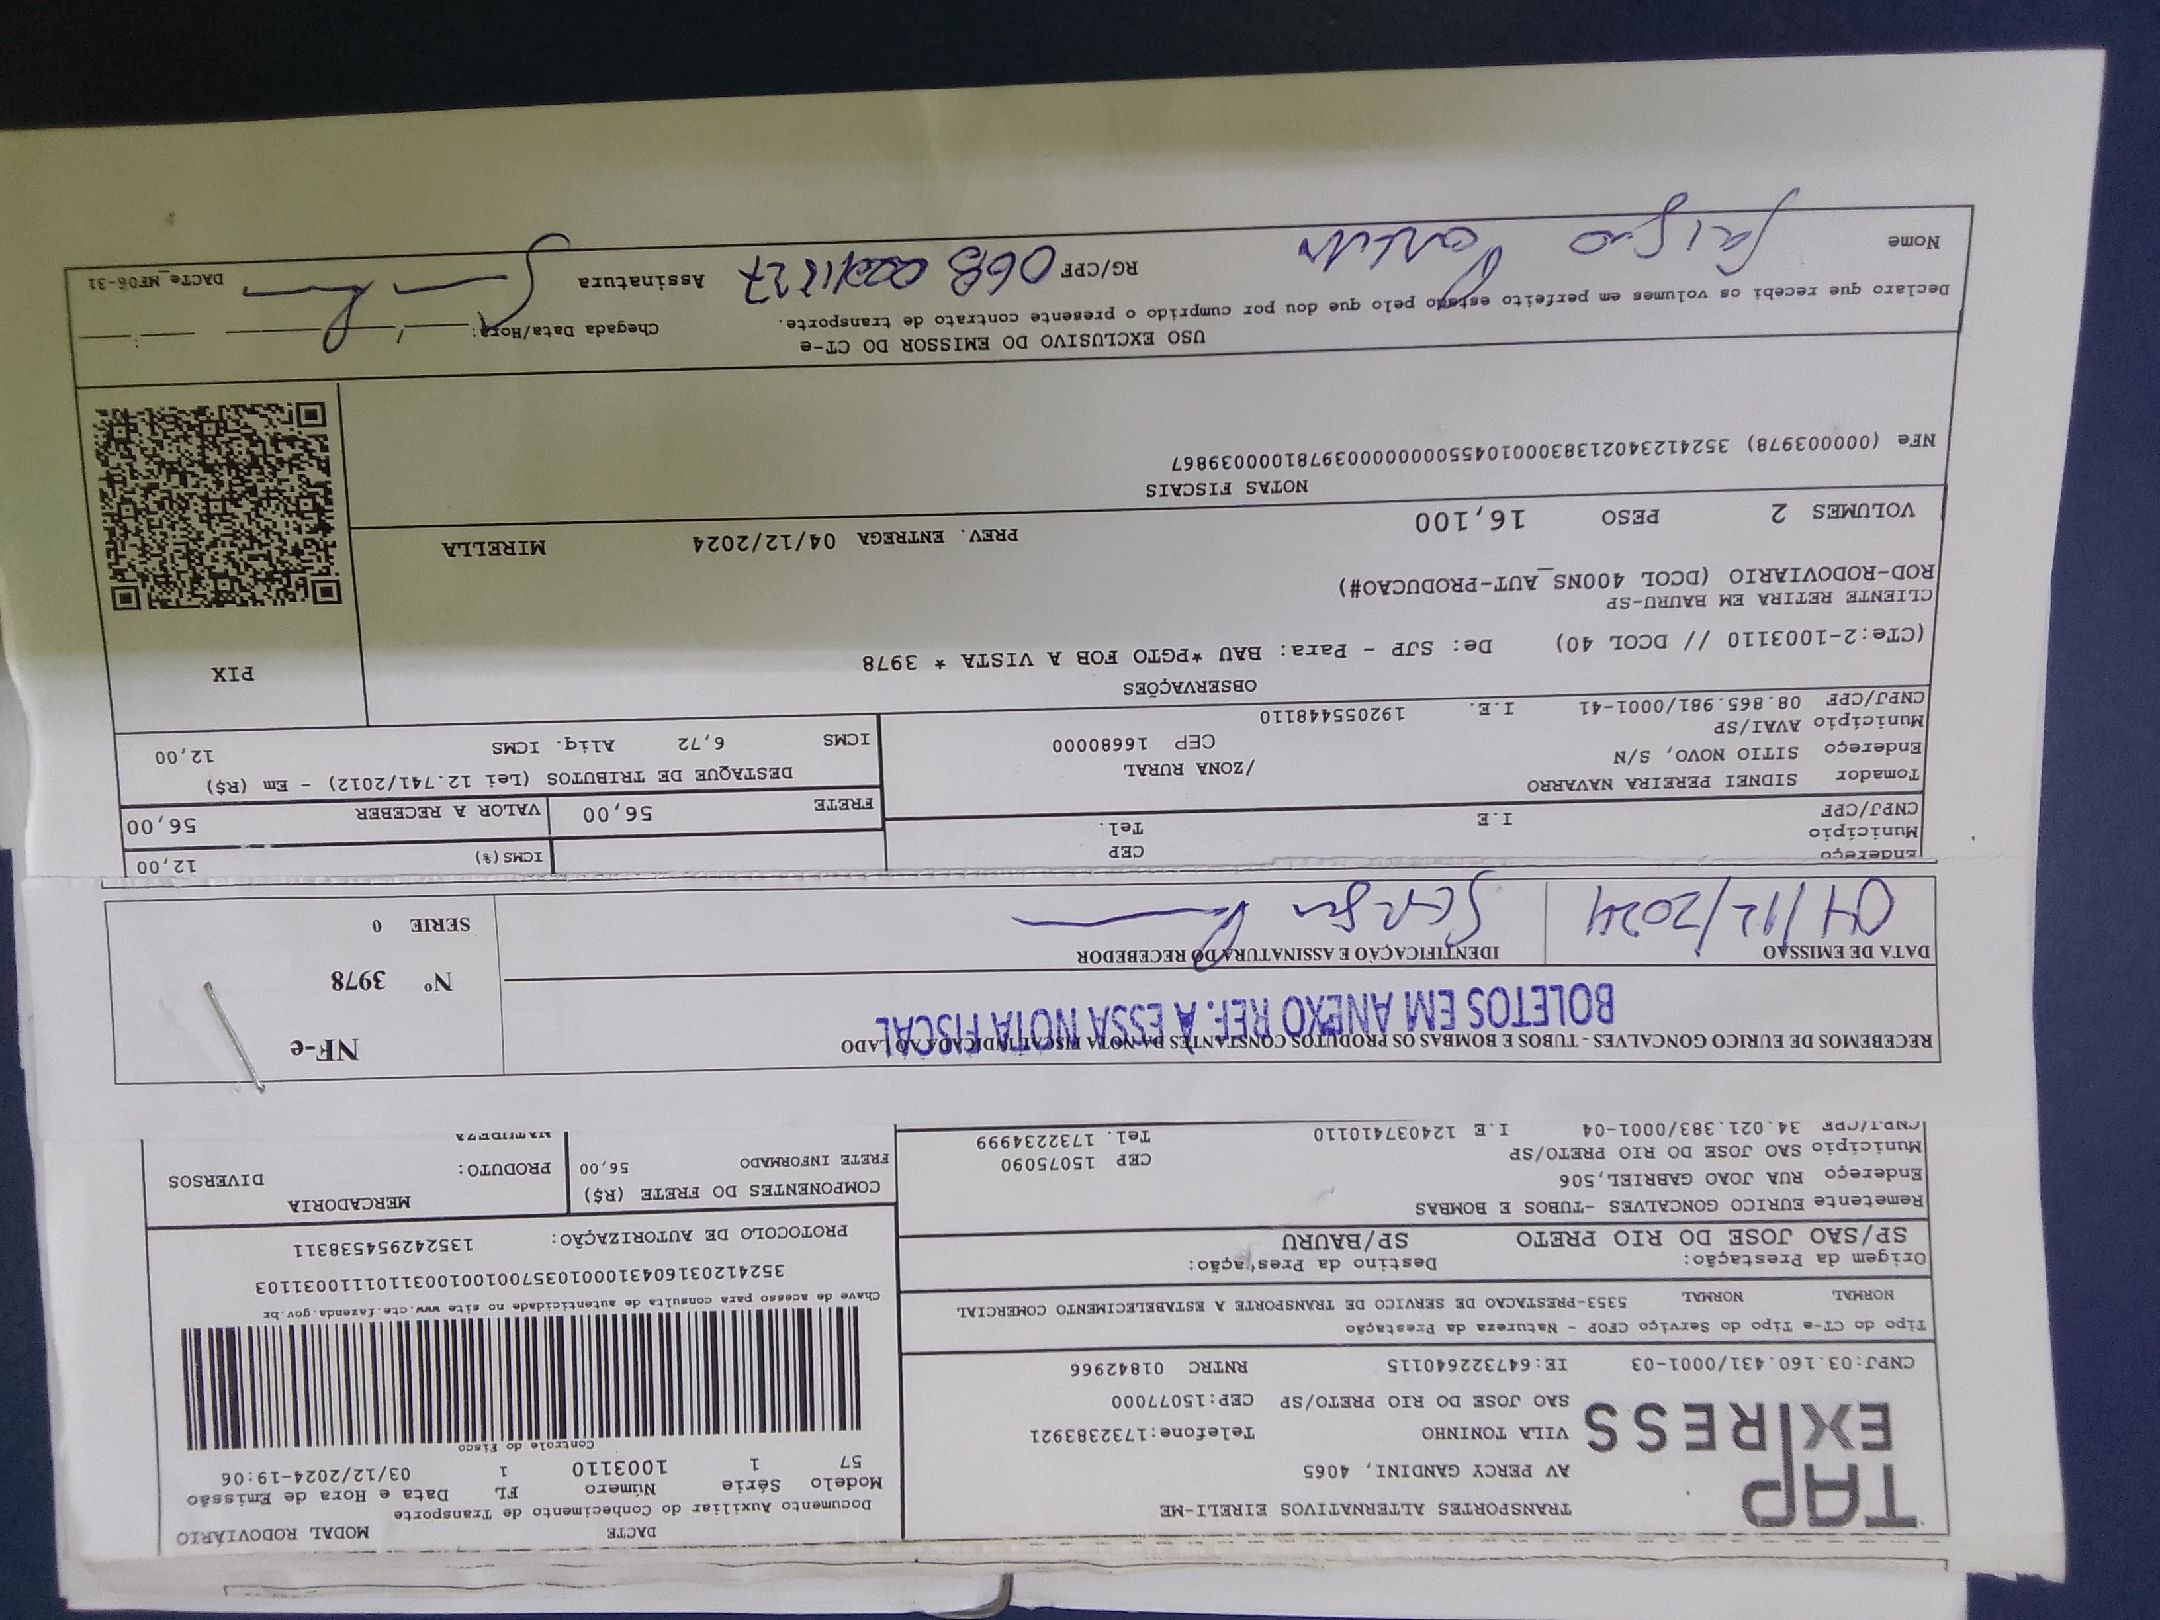 TAP
EXPRESS
TRANSPORTES ALTERNATIVOS EIRELI-ME
AV PERCY GANDINI, 4065
VILA TONINHO Telefone:1732383921
SAO JOSE DO RIO PRETO/SP CEP:15077000
CNPJ:03.160.431/0001-03 IE:647322640115 RNTRC 01842966
DACTE MODAL RODOVIÁRIO
Documento Auxiliar do Conhecimento de Transporte
Modelo Série Número FL Data e Hora de Emissão
57 1 1003110 1 03/12/2024-19:06
Controle do Fisco
Chave de acesso para consulta de autenticidade no site www.cte.fazenda.gov.br
35241203160431000103570010010031101110031103
PROTOCOLO DE AUTORIZAÇÃO: 135242954538311
Tipo do CT-e Tipo do Serviço CFOP - Natureza da Prestação
NORMAL NORMAL 5353-PRESTACAO DE SERVICO DE TRANSPORTE A ESTABELECIMENTO COMERCIAL
Origem da Prestação: Destino da Prestação:
SP/SAO JOSE DO RIO PRETO SP/BAURU
Remetente EURICO GONCALVES -TUBOS E BOMBAS
Endereço RUA JOAO GABRIEL,506
Município SAO JOSE DO RIO PRETO/SP CEP 15075090
CNPJ/CPF 34.021.383/0001-04 I.E 124037410110 Tel. 1732234999
COMPONENTES DO FRETE (R$)
FRETE INFORMADO 56,00
MERCADORIA
PRODUTO: DIVERSOS
NATUREZA
RECEBEMOS DE EURICO GONCALVES - TUBOS E BOMBAS OS PRODUTOS CONSTANTES DA NOTA FISCAL INDICADA AO LADO
BOLETOS EM ANEXO REF. A ESSA NOTA FISCAL
NF-e
Nº 3978
SERIE 0
DATA DE EMISSÃO IDENTIFICAÇÃO E ASSINATURA DO RECEBEDOR
04/12/2024
Endereço CEP
Município Tel.
CNPJ/CPF I.E
ICMS(%) 12,00
FRETE 56,00 VALOR A RECEBER 56,00
Tomador SIDNEI PEREIRA NAVARRO
Endereço SITIO NOVO, S/N /ZONA RURAL
Município AVAI/SP CEP 16680000
CNPJ/CPF 08.865.981/0001-41 I.E. 192055448110
DESTAQUE DE TRIBUTOS (Lei 12.741/2012) - Em (R$)
ICMS 6,72 Aliq. ICMS 12,00
OBSERVAÇÕES
(CTe:2-1003110 // DCOL 40) De: SJP - Para: BAU *PGTO FOB A VISTA * 3978
CLIENTE RETIRA EM BAURU-SP
ROD-RODOVIARIO (DCOL 400NS_AUT-PRODUCAO#)
PIX
VOLUMES 2 PESO 16,100 PREV. ENTREGA 04/12/2024 MIRELLA
NOTAS FISCAIS
NFe (000003978) 35241234021383000104550000000039781000039867
USO EXCLUSIVO DO EMISSOR DO CT-e
Declaro que recebi os volumes em perfeito estado pelo que dou por cumprido o presente contrato de transporte.
Chegada Data/Hora: / :
Nome RG/CPF Assinatura
DACTe_MF06-31